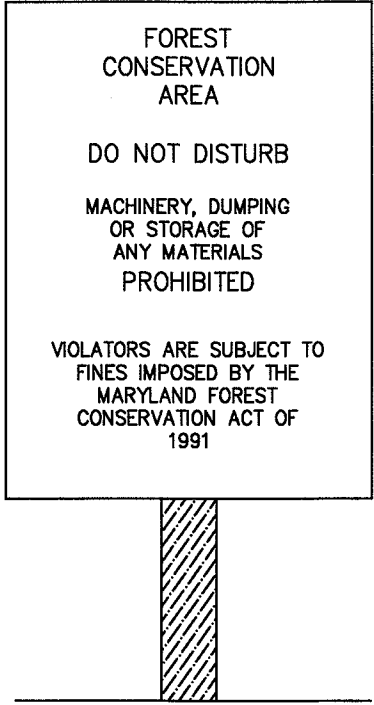 FOREST
CONSERVATION
AREA
DO NOT DISTURB
MACHINERY, DUMPING
OR STORAGE OF
ANY MATERIALS
PROHIBITED
VIOLATORS ARE SUBJECT TO
FINES IMPOSED BY THE
MARYLAND FOREST
CONSERVATION ACT OF
1991